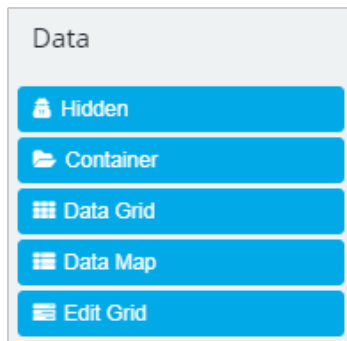 Data
Hidden
Container
Data Grid
Data Map
Edit Grid